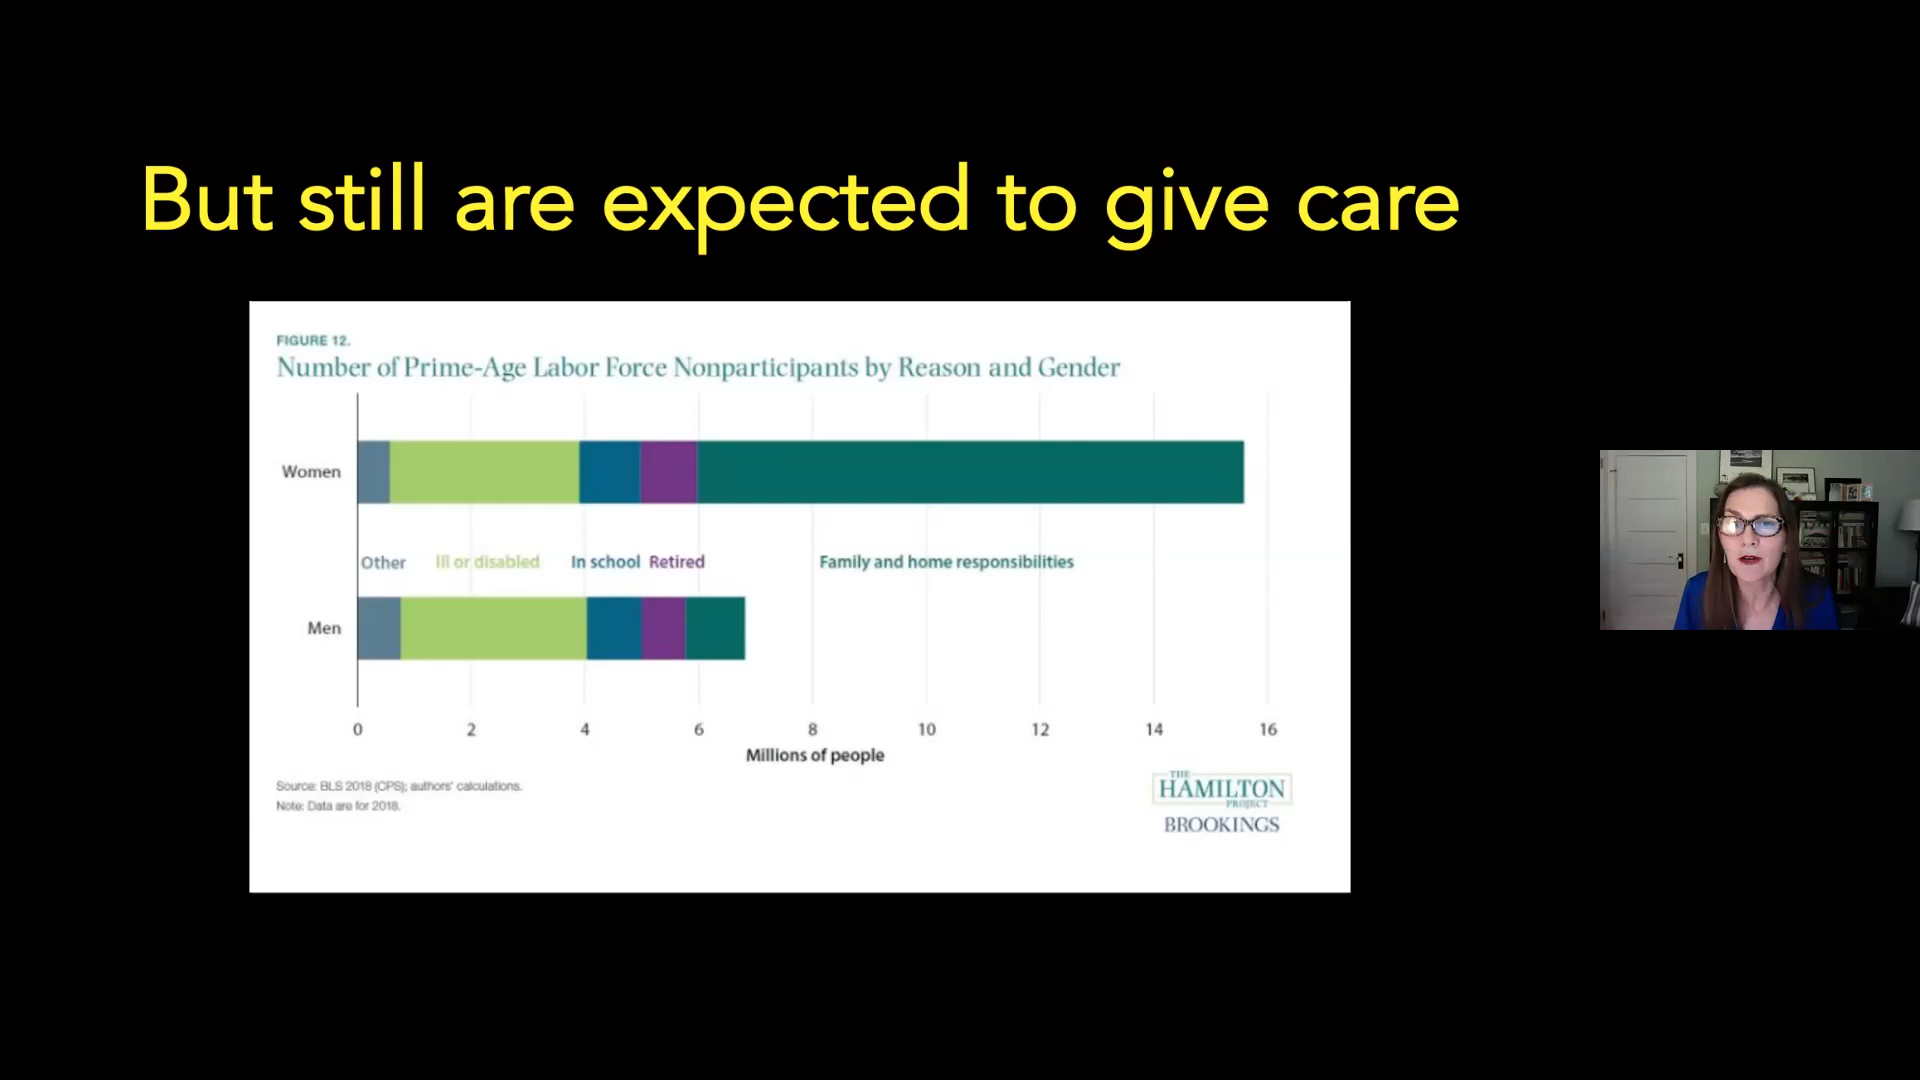 But still are expected to give care
FIGURE 12.
Number of Prime-Age Labor Force Nonparticipants by Reason and Gender
Women
Other Ill or disabled In school Retired Family and home responsibilities
Men
0 2 4 6 8 10 12 14 16
Millions of people
Source: BLS 2018 (CPS); authors' calculations.
Note: Data are for 2018.
THE
HAMILTON
PROJECT
BROOKINGS